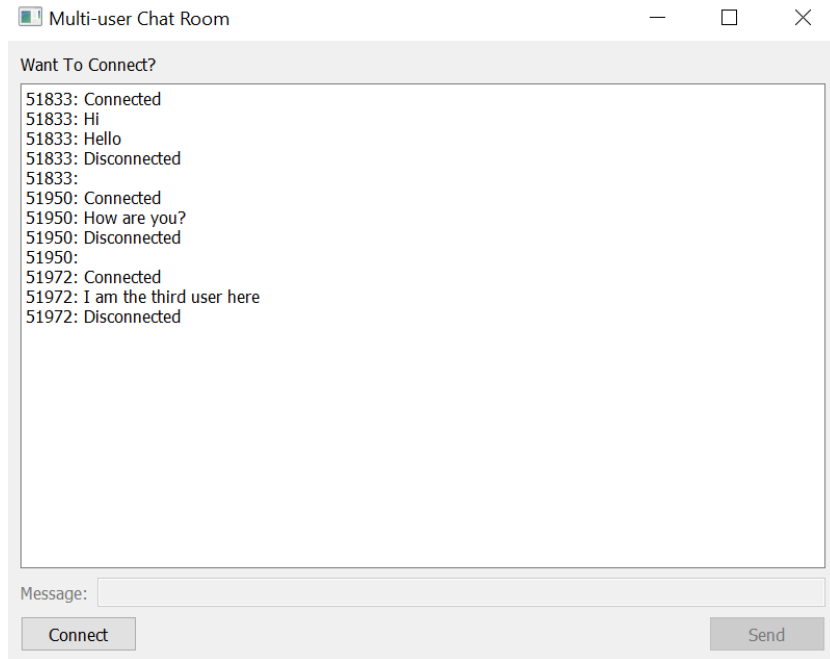 Multi-user Chat Room
Want To Connect?
51833: Connected
51833: Hi
51833: Hello
51833: Disconnected
51833:
51950: Connected
51950: How are you?
51950: Disconnected
51950:
51972: Connected
51972: I am the third user here
51972: Disconnected
Message:
Connect Send